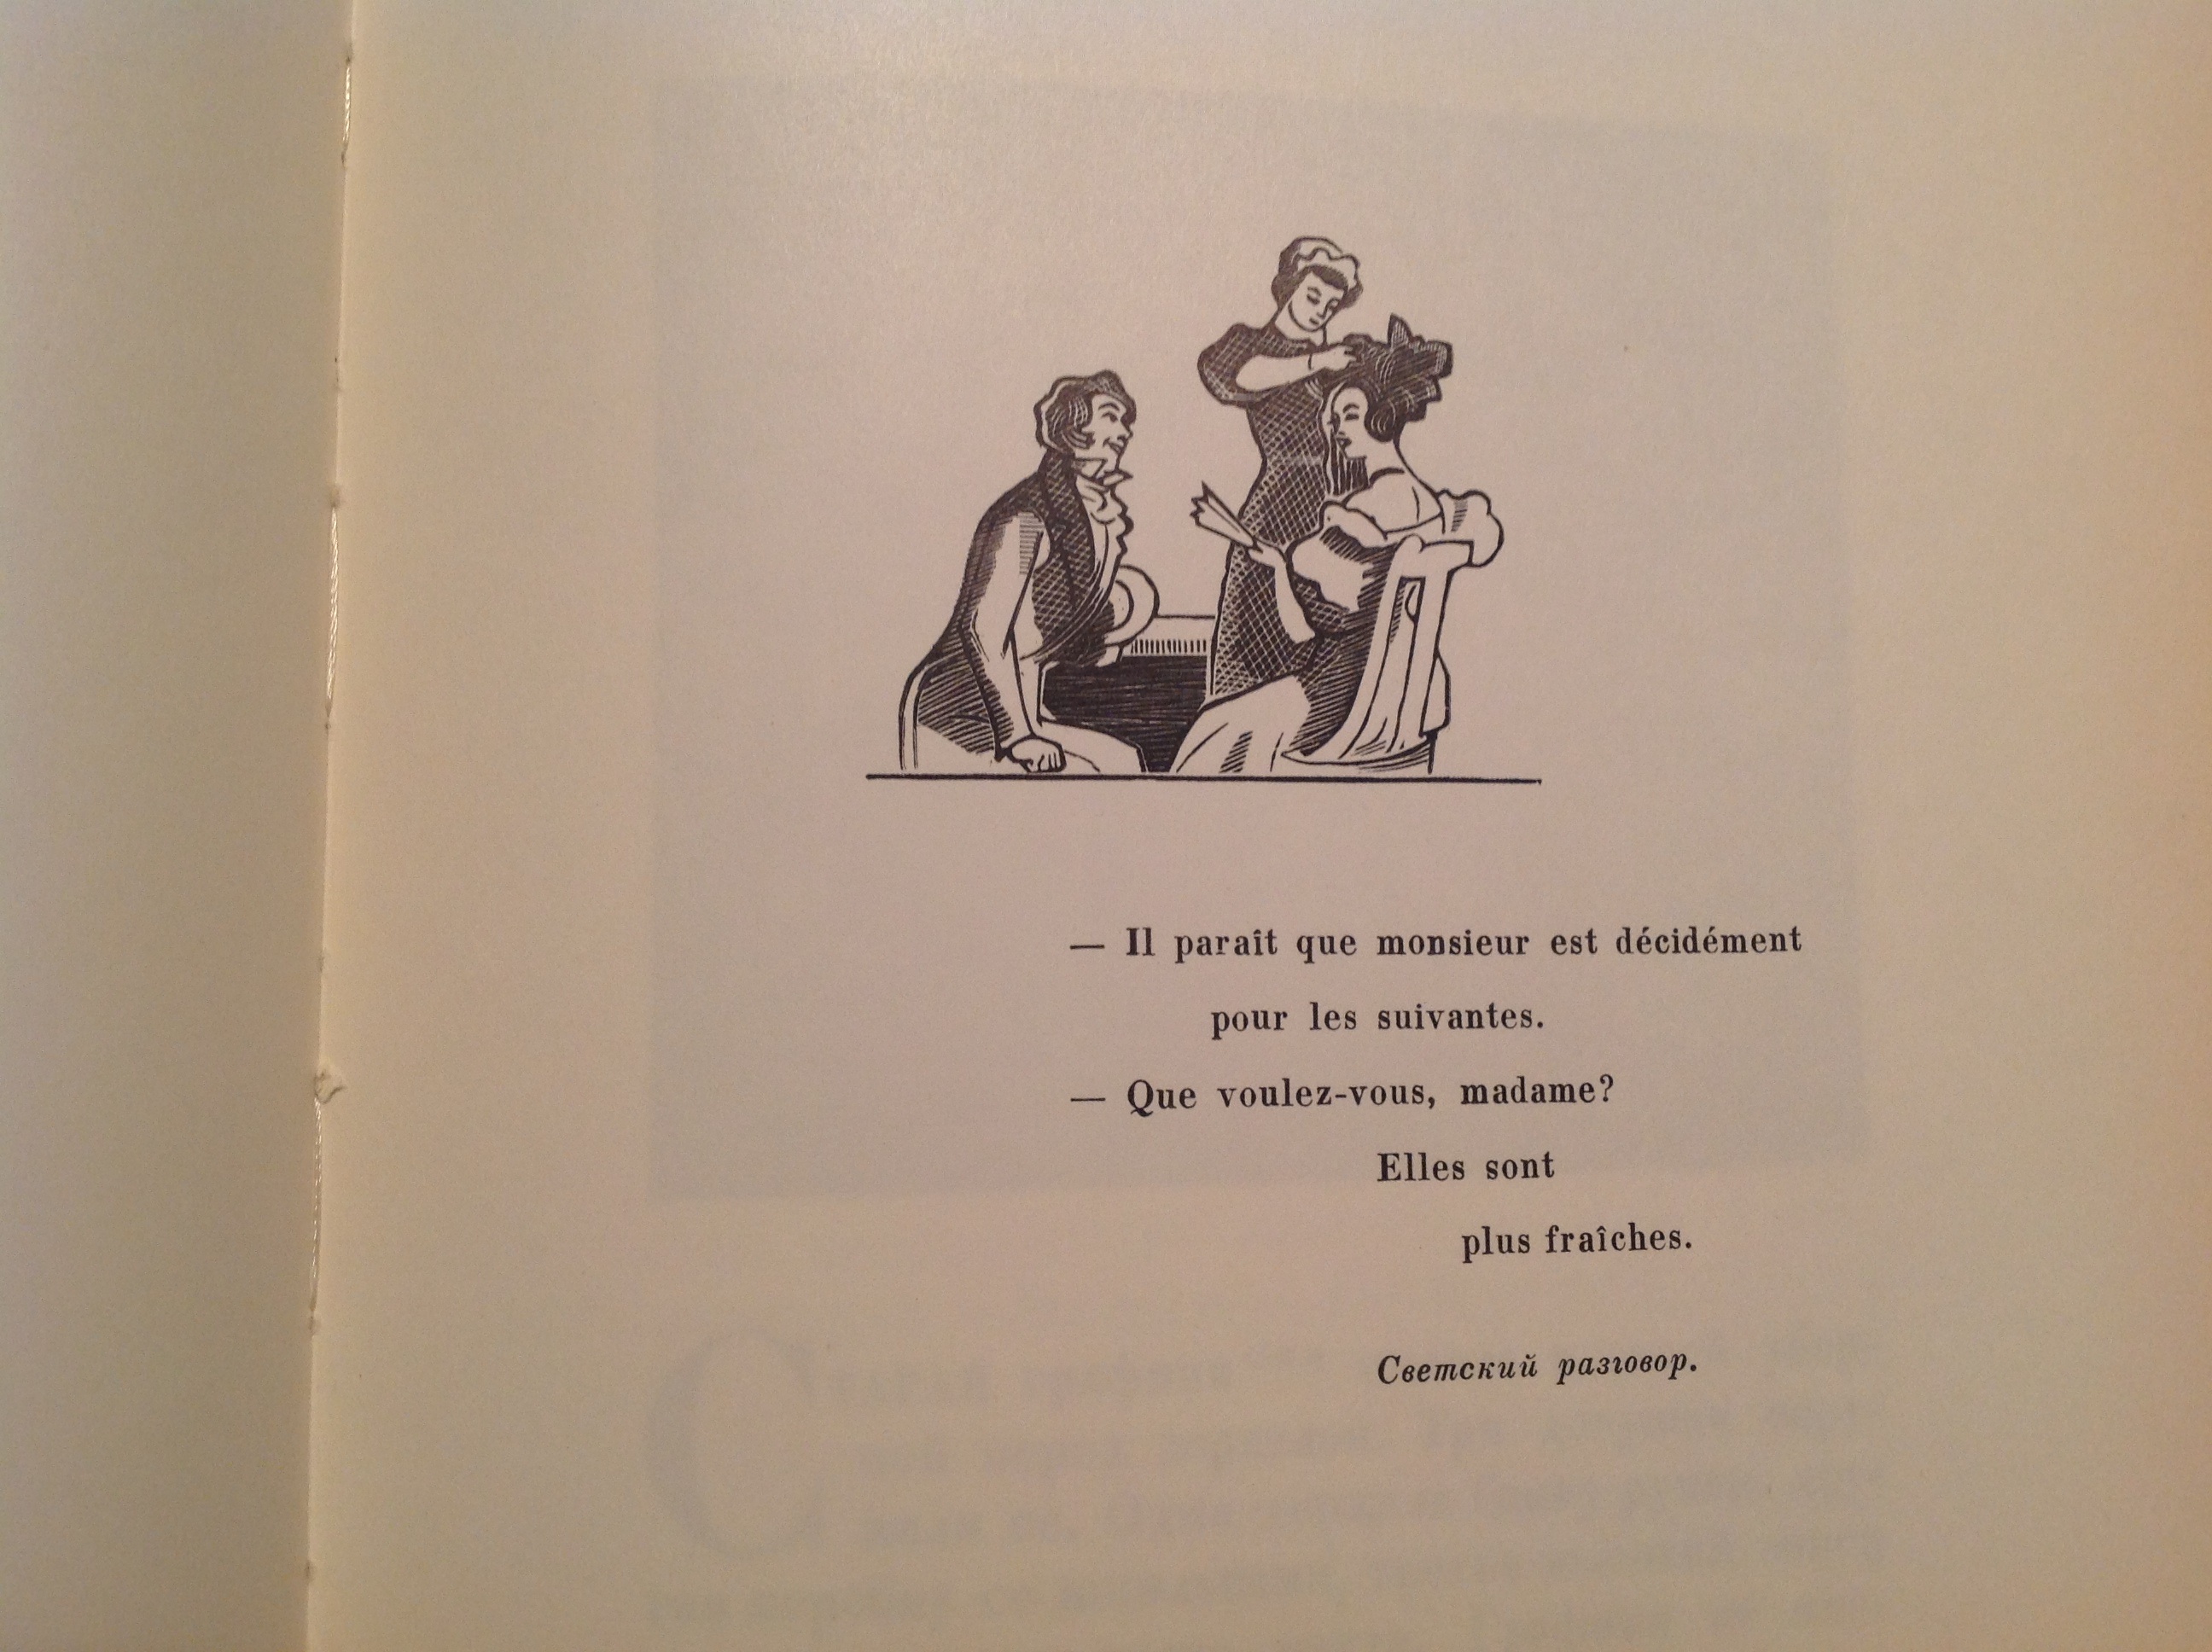 — Il paraît que monsieur est décidément
pour les suivantes.
— Que voulez-vous, madame?
Elles sont
plus fraîches.
Светский разговор.